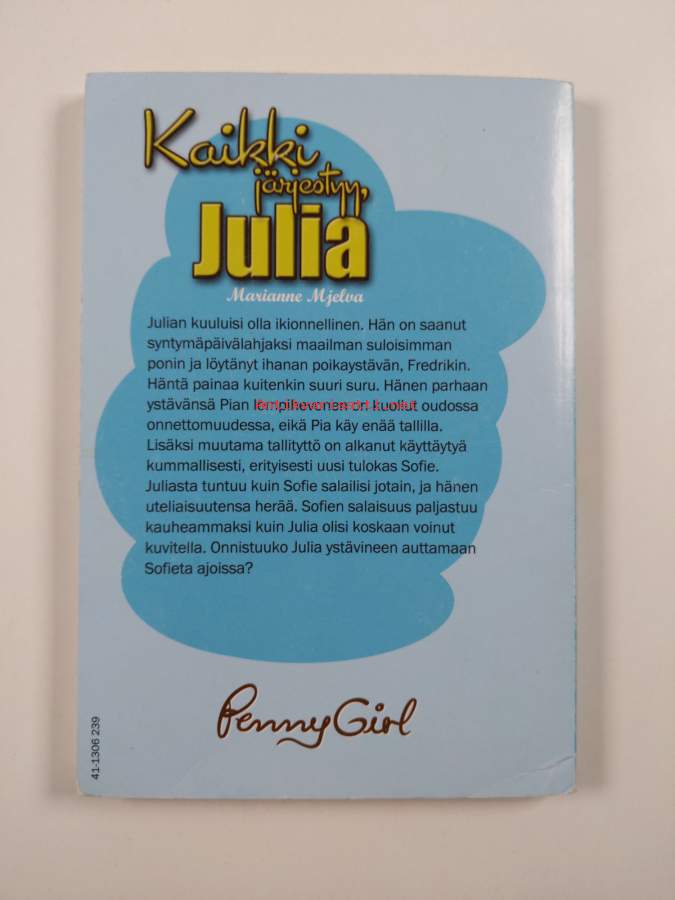 Kaikki
järjestyy,
Julia
Marianne Mjelva
Julian kuuluisi olla ikionnellinen. Hän on saanut
syntymäpäivälahjaksi maailman suloisimman
ponin ja löytänyt ihanan poikaystävän, Fredrikin.
Häntä painaa kuitenkin suuri suru. Hänen parhaan
ystävänsä Pian lempihevonen on kuollut oudossa
onnettomuudessa, eikä Pia käy enää tallilla.
Lisäksi muutama tallityttö on alkanut käyttäytyä
kummallisesti, erityisesti uusi tulokas Sofie.
Juliasta tuntuu kuin Sofie salailisi jotain, ja hänen
uteliaisuutensa herää. Sofien salaisuus paljastuu
kauheammaksi kuin Julia olisi koskaan voinut
kuvitella. Onnistuuko Julia ystävineen auttamaan
Sofieta ajoissa?
PennyGirl
41-1306 239